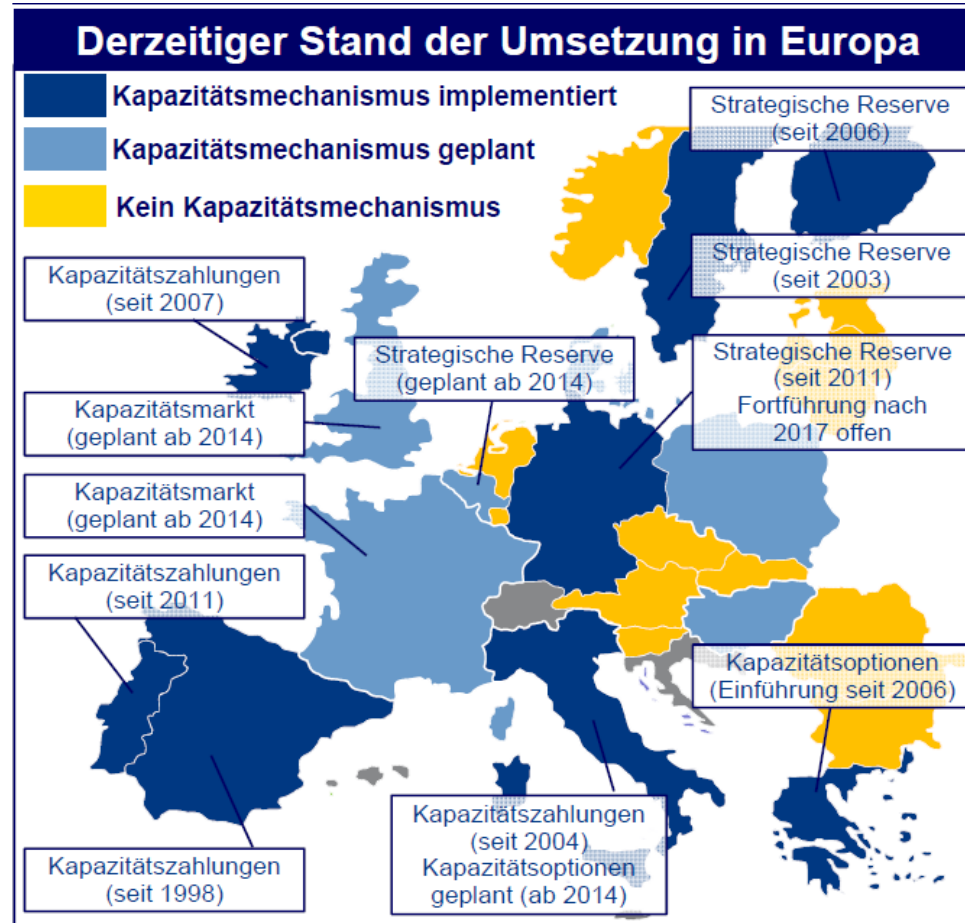 Derzeitiger Stand der Umsetzung in Europa
Kapazitätsmechanismus implementiert
Kapazitätsmechanismus geplant
Kein Kapazitätsmechanismus
Strategische Reserve
(seit 2006)
Strategische Reserve
(seit 2003)
Kapazitätszahlungen
(seit 2007)
Strategische Reserve
(geplant ab 2014)
Strategische Reserve
(seit 2011)
Fortführung nach
2017 offen
Kapazitätsmarkt
(geplant ab 2014)
Kapazitätsmarkt
(geplant ab 2014)
Kapazitätszahlungen
(seit 2011)
Kapazitätsoptionen
(Einführung seit 2006)
Kapazitätszahlungen
(seit 2004)
Kapazitätsoptionen
geplant (ab 2014)
Kapazitätszahlungen
(seit 1998)